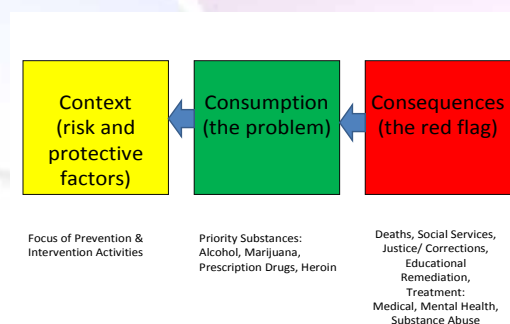 Context
(risk and
protective
factors)
Consumption
(the problem)
Consequences
(the red flag)
Focus of Prevention &
Intervention Activities
Priority Substances:
Alcohol, Marijuana,
Prescription Drugs, Heroin
Deaths, Social Services,
Justice/ Corrections,
Educational
Remediation,
Treatment:
Medical, Mental Health,
Substance Abuse